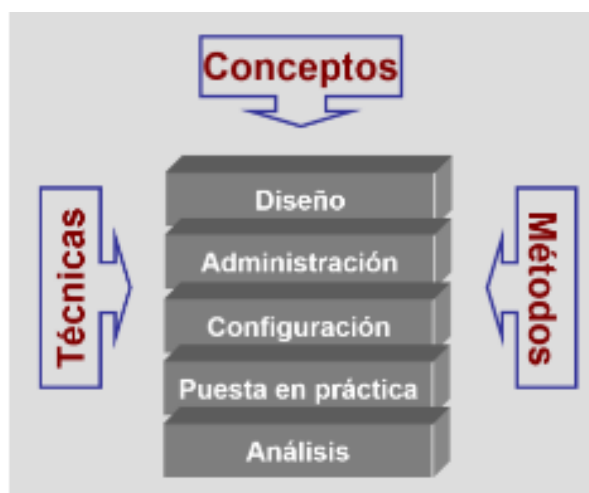 Conceptos
Técnicas
Diseño
Administración
Configuración
Puesta en práctica
Análisis
Métodos